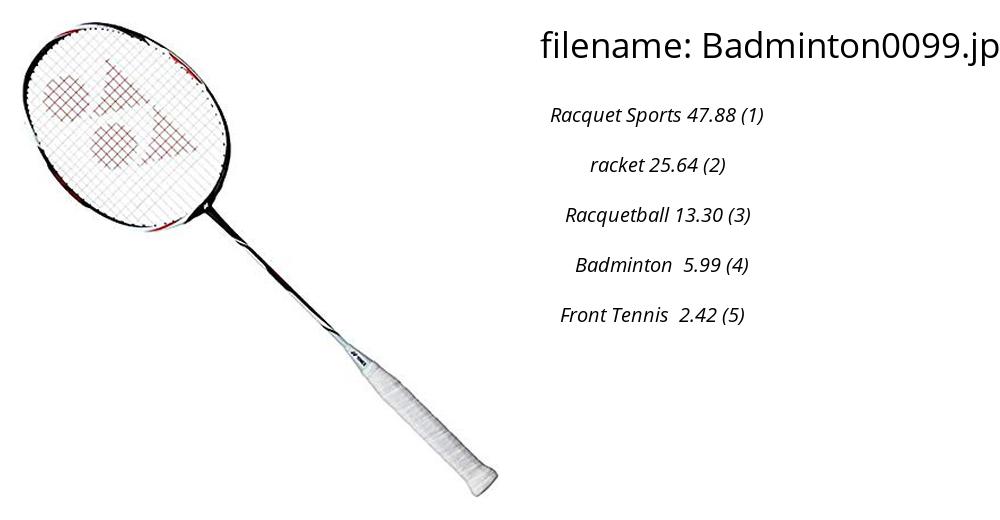 filename: Badminton0099.jp
Racquet Sports 47.88 (1)
racket 25.64 (2)
Racquetball 13.30 (3)
Badminton 5.99 (4)
Front Tennis 2.42 (5)